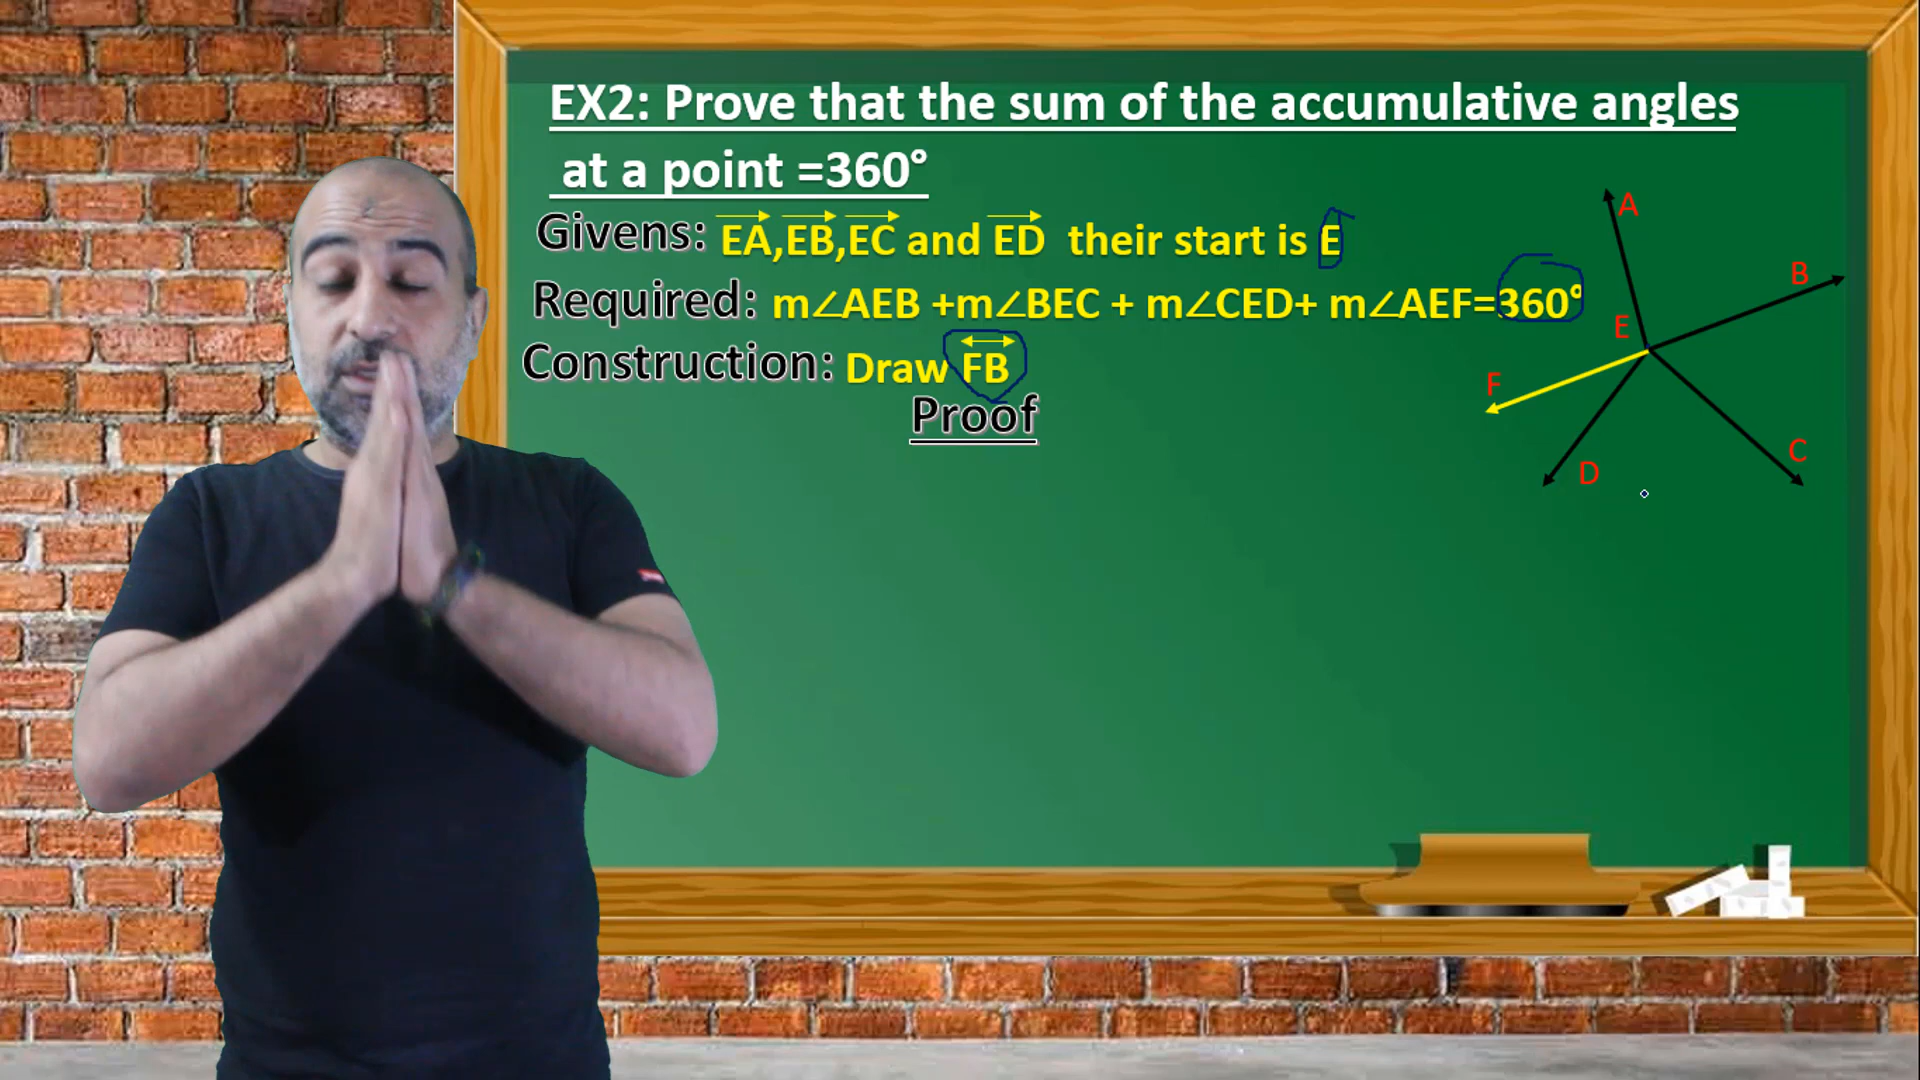 EX2: Prove that the sum of the accumulative angles
at a point =360°
Givens: EA,EB,EC and ED their start is E
Required: m∠AEB +m∠BEC + m∠CED+ m∠AEF=360°
Construction: Draw FB
Proof
A
B
E
F
C
D